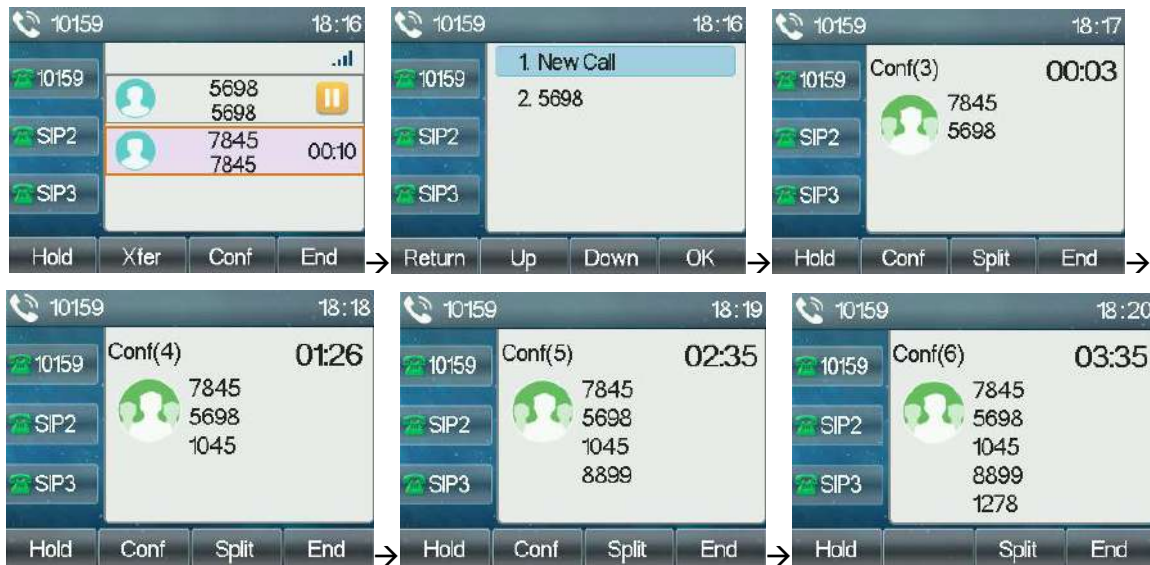 10159 18:16
10159
SIP2
SIP3
5698
5698
7845 00:10
7845
Hold Xfer Conf End →
10159 18:16
10159
SIP2
SIP3
1. New Call
2. 5698
Return Up Down OK →
10159 18:17
10159
SIP2
SIP3
Conf(3) 00:03
7845
5698
Hold Conf Split End →
10159 18:18
10159
SIP2
SIP3
Conf(4) 01:26
7845
5698
1045
Hold Conf Split End →
10159 18:19
10159
SIP2
SIP3
Conf(5) 02:35
7845
5698
1045
8899
Hold Conf Split End →
10159 18:20
10159
SIP2
SIP3
Conf(6) 03:35
7845
5698
1045
8899
1278
Hold Split End